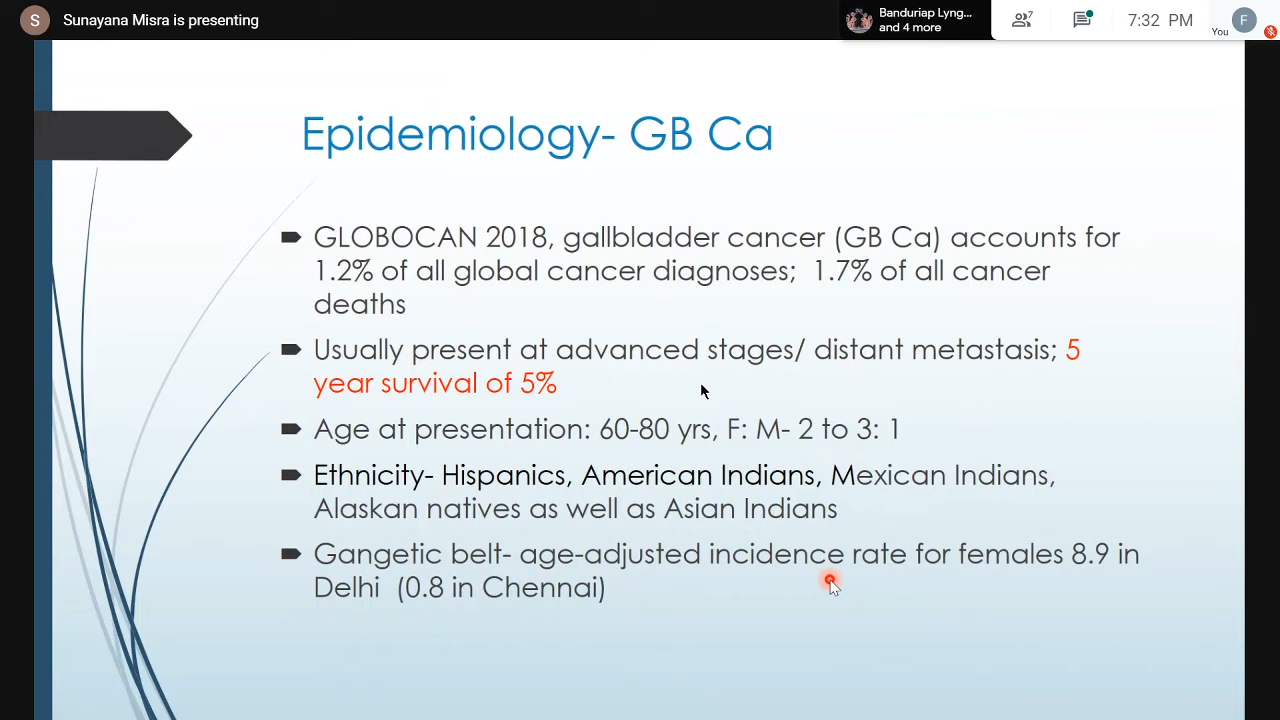 S Sunayana Misra is presenting
Banduriap Lyng...
and 4 more
7
7:32 PM
You
F
Epidemiology- GB Ca
GLOBOCAN 2018, gallbladder cancer (GB Ca) accounts for
1.2% of all global cancer diagnoses; 1.7% of all cancer
deaths
Usually present at advanced stages/ distant metastasis; 5
year survival of 5%
Age at presentation: 60-80 yrs, F: M- 2 to 3: 1
Ethnicity- Hispanics, American Indians, Mexican Indians,
Alaskan natives as well as Asian Indians
Gangetic belt- age-adjusted incidence rate for females 8.9 in
Delhi (0.8 in Chennai)